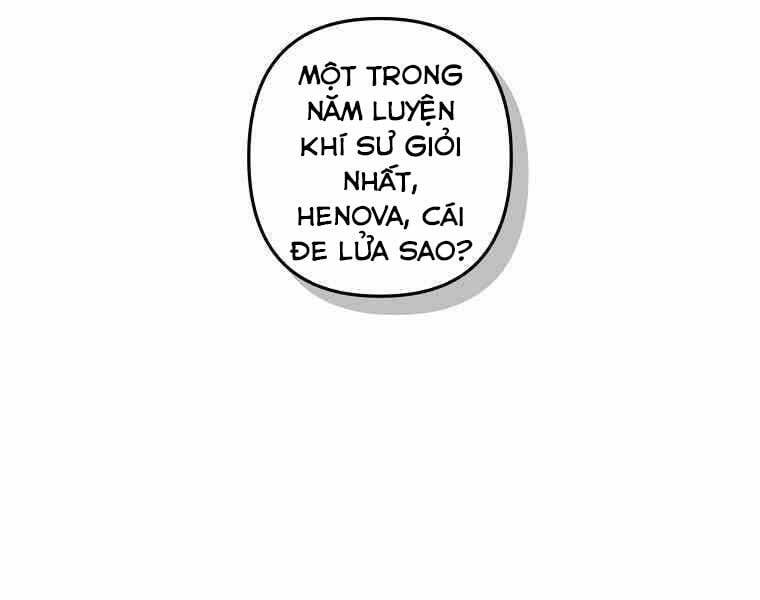 MỘT TRONG
NĂM LUYỆN
KHÍ SƯ GIỎI
NHẤT,
HENOVA, CÁI
ĐE LỬA SAO?